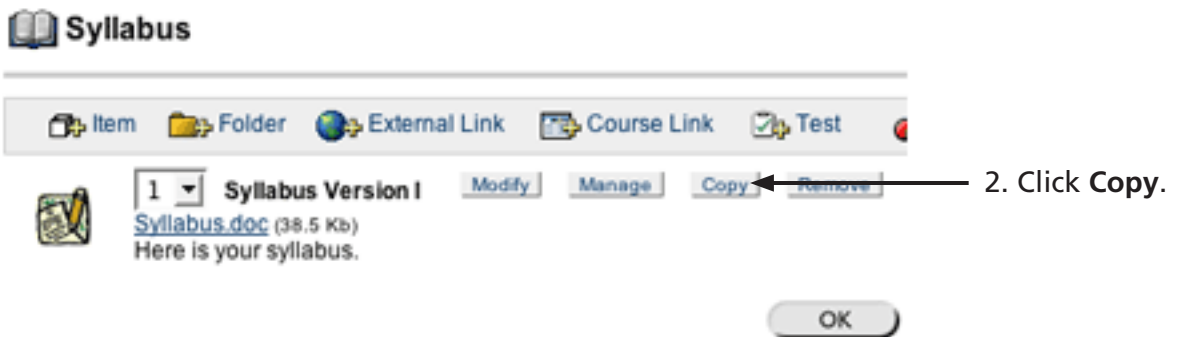 Syllabus
Item Folder External Link Course Link Test
1 Syllabus Version I Modify Manage Copy Remove 2. Click Copy.
Syllabus.doc (38.5 Kb)
Here is your syllabus.
OK